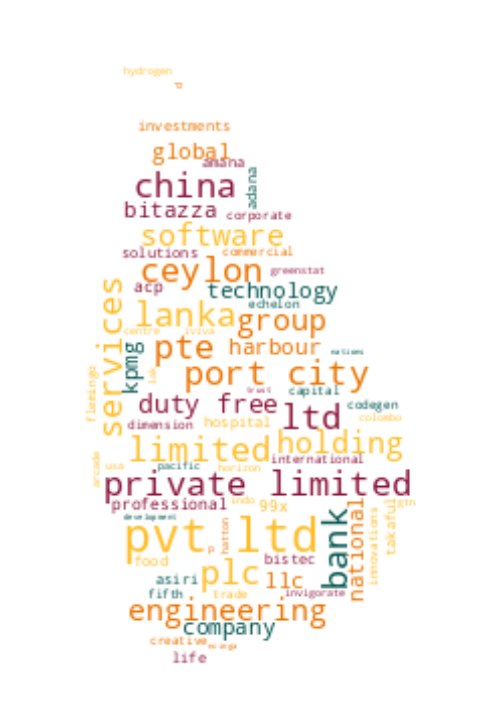 hydrogen
d
investments
global
amana
china
adana
bitazza
corporate
software
solutions
commercial
ceylon
greenstat
acp
technology
echelon
services
lanka
group
centre
iviva
pte
harbour
nations
kpmg
port city
lak
flamingo
capital
duty free
ltd
codegen
colombo
dimension
hospital
limited
holding
international
arcade
usa
pacific
horizon
private limited
professional
indo
99x
gtn
development
pvt ltd
p
hatton
bank
national
innovations
takaful
food
bistec
asiri
plc
llc
fifth
trade
invigorate
engineering
company
creative
life